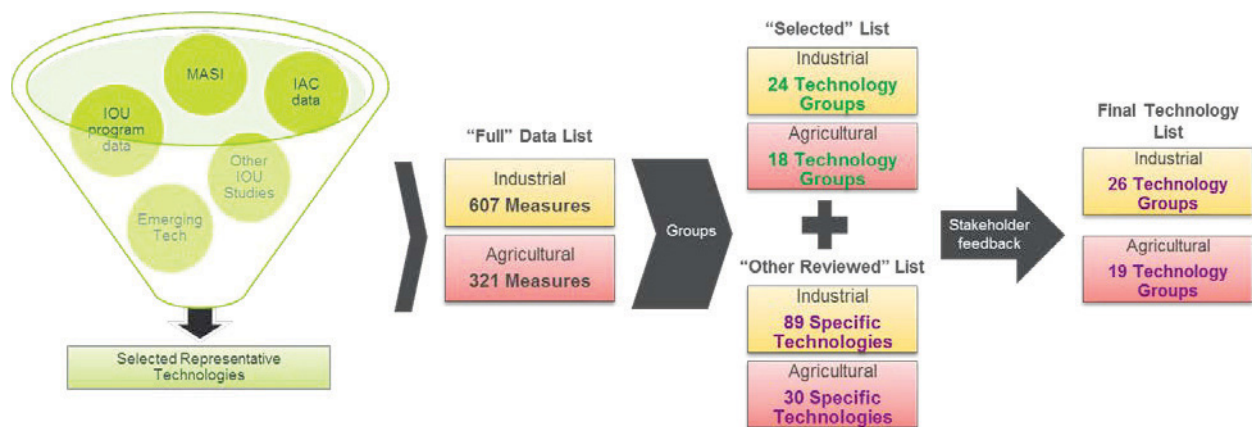 MASI
IAC
data
IOU
program
data
Other
IOU
Studies
Emerging
Tech
Selected Representative
Technologies
“Full” Data List
Industrial
607 Measures
Agricultural
321 Measures
Groups
“Selected” List
Industrial
24 Technology
Groups
Agricultural
18 Technology
Groups
“Other Reviewed” List
Industrial
89 Specific
Technologies
Agricultural
30 Specific
Technologies
Stakeholder
feedback
Final Technology
List
Industrial
26 Technology
Groups
Agricultural
19 Technology
Groups